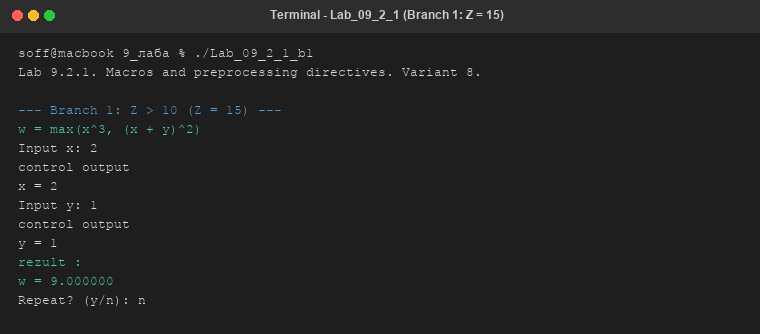 Terminal - Lab_09_2_1 (Branch 1: Z = 15)
soff@macbook 9_лаба % ./Lab_09_2_1_b1
Lab 9.2.1. Macros and preprocessing directives. Variant 8.
--- Branch 1: Z > 10 (Z = 15) ---
w = max(x^3, (x + y)^2)
Input x: 2
control output
x = 2
Input y: 1
control output
y = 1
rezult :
w = 9.000000
Repeat? (y/n): n